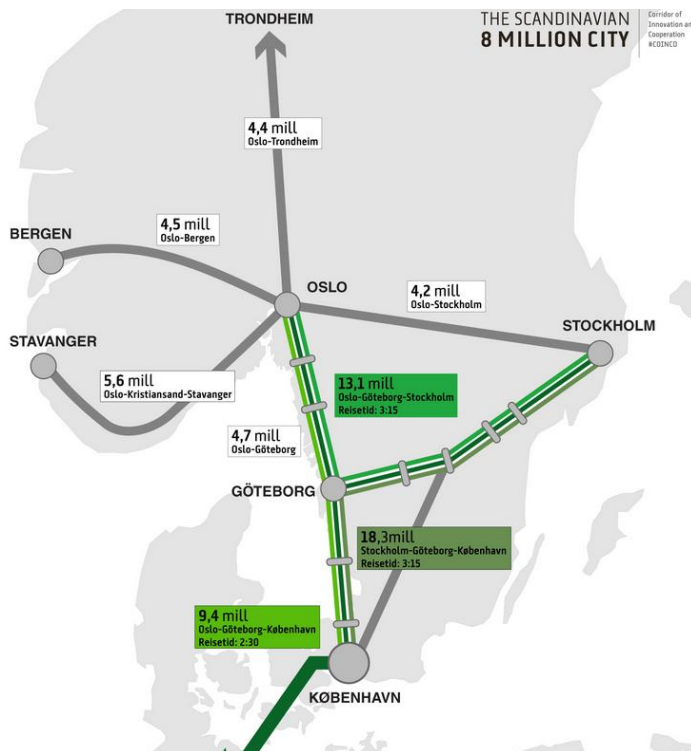 TRONDHEIM
THE SCANDINAVIAN
8 MILLION CITY
Corridor of
Innovation an
Cooperation
#COINCO
4,4 mill
Oslo-Trondheim
4,5 mill
Oslo-Bergen
BERGEN
OSLO
4,2 mill
Oslo-Stockholm
STOCKHOLM
STAVANGER
5,6 mill
Oslo-Kristiansand-Stavanger
13,1 mill
Oslo-Göteborg-Stockholm
Reisetid: 3:15
4,7 mill
Oslo-Göteborg
GÖTEBORG
18,3mill
Stockholm-Göteborg-København
Reisetid: 3:15
9,4 mill
Oslo-Göteborg-København
Reisetid: 2:30
KØBENHAVN